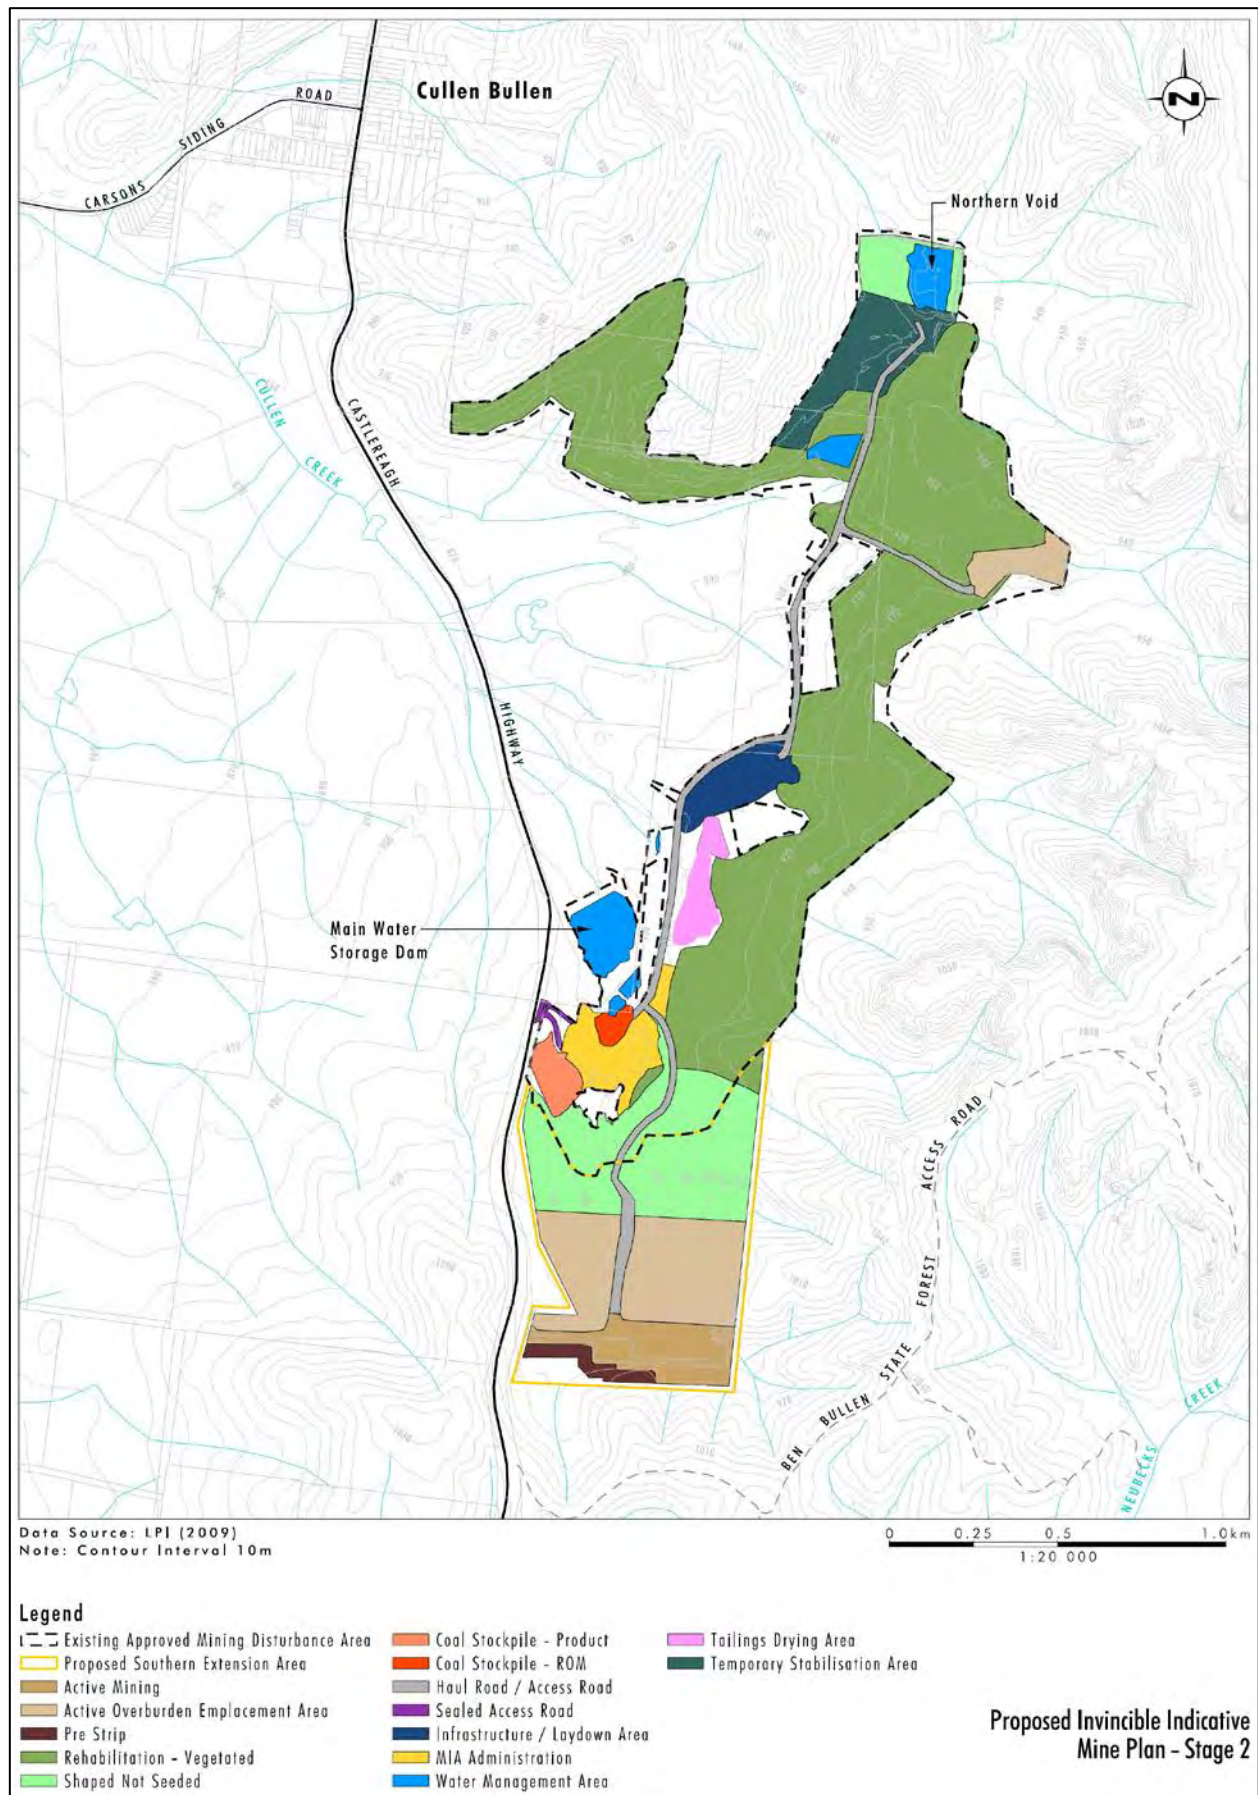 Cullen Bullen
CARSONS SIDING ROAD
N
Northern Void
CULLEN CREEK
CASTLEREAGH HIGHWAY
Main Water
Storage Dam
BEN BULLEN STATE FOREST ACCESS ROAD
NEUBECKS CREEK
Data Source: LPI (2009)
Note: Contour Interval 10m
0 0.25 0.5 1.0km
1:20 000
Legend
Existing Approved Mining Disturbance Area
Proposed Southern Extension Area
Active Mining
Active Overburden Emplacement Area
Pre Strip
Rehabilitation - Vegetated
Shaped Not Seeded
Coal Stockpile - Product
Coal Stockpile - ROM
Haul Road / Access Road
Sealed Access Road
Infrastructure / Laydown Area
MIA Administration
Water Management Area
Tailings Drying Area
Temporary Stabilisation Area
Proposed Invincible Indicative
Mine Plan - Stage 2